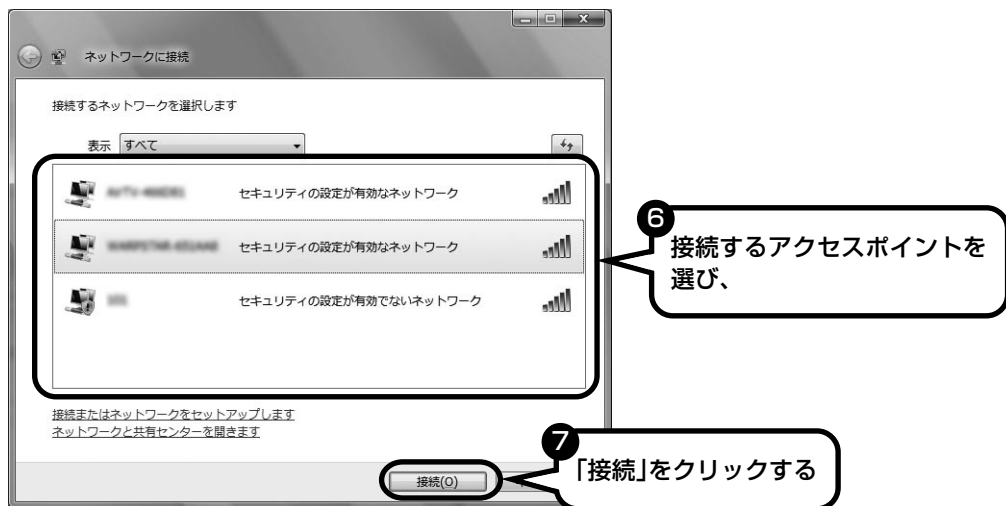 ネットワークに接続
接続するネットワークを選択します
表示 すべて
セキュリティの設定が有効なネットワーク
セキュリティの設定が有効なネットワーク
セキュリティの設定が有効でないネットワーク
6
接続するアクセスポイントを
選び、
接続またはネットワークをセットアップします
ネットワークと共有センターを開きます
7
「接続」をクリックする
接続(O)